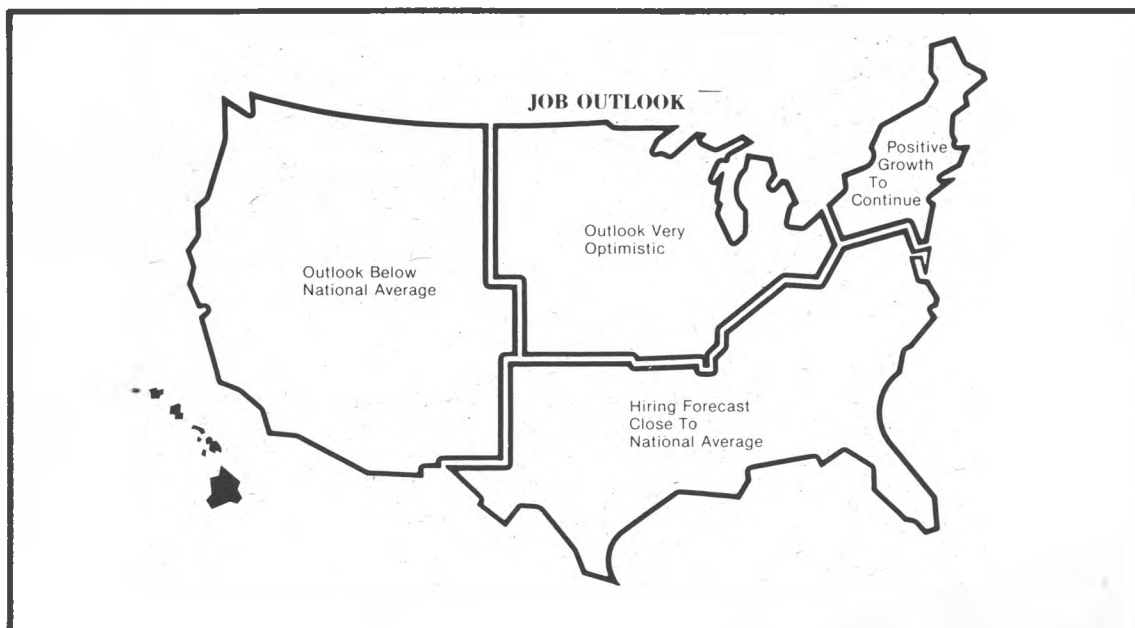 JOB OUTLOOK
Positive
Growth
To
Continue
Outlook Very
Optimistic
Outlook Below
National Average
Hiring Forecast
Close To
National Average